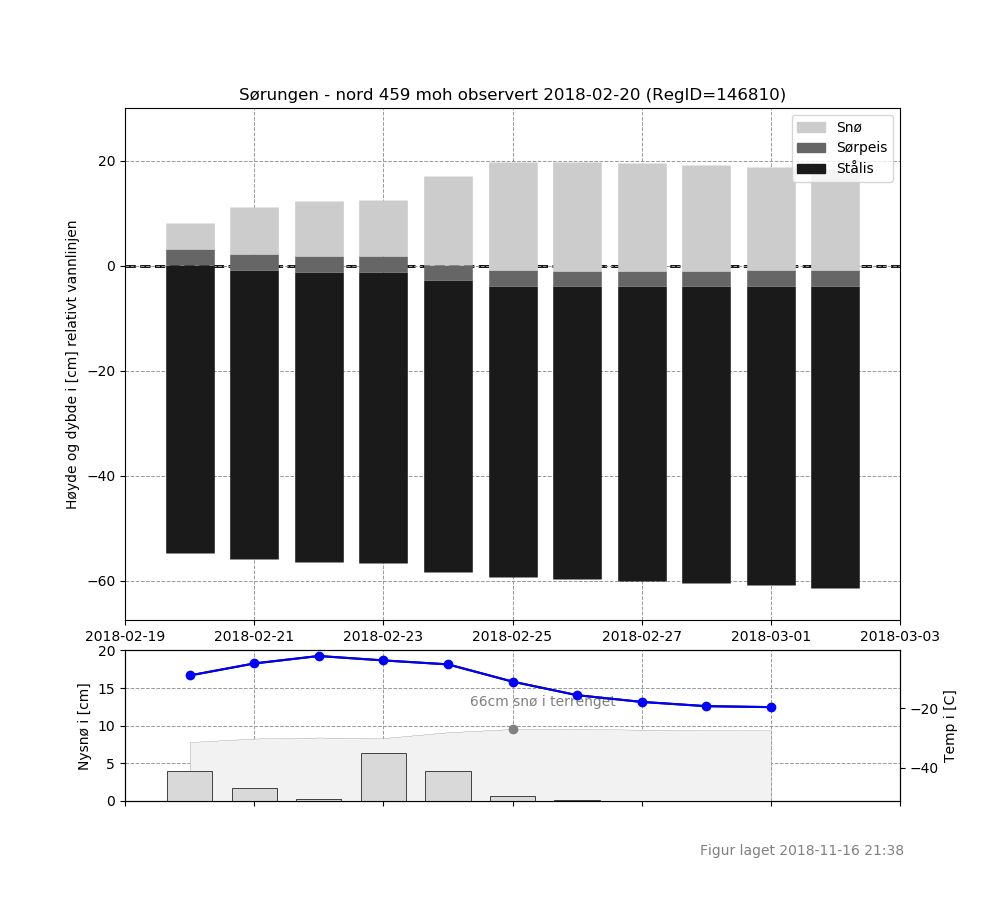 Sørungen - nord 459 moh observert 2018-02-20 (RegID=146810)
Snø
Sørpeis
Stålis
20
0
−20
−40
−60
Høyde og dybde i [cm] relativt vannlinjen
2018-02-19
2018-02-21
2018-02-23
2018-02-25
2018-02-27
2018-03-01
2018-03-03
20
15
10
5
0
Nysnø i [cm]
66cm snø i terrenget
−20
−40
Temp i [C]
Figur laget 2018-11-16 21:38